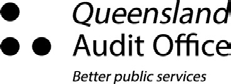 Queensland
Audit Office
Better public services